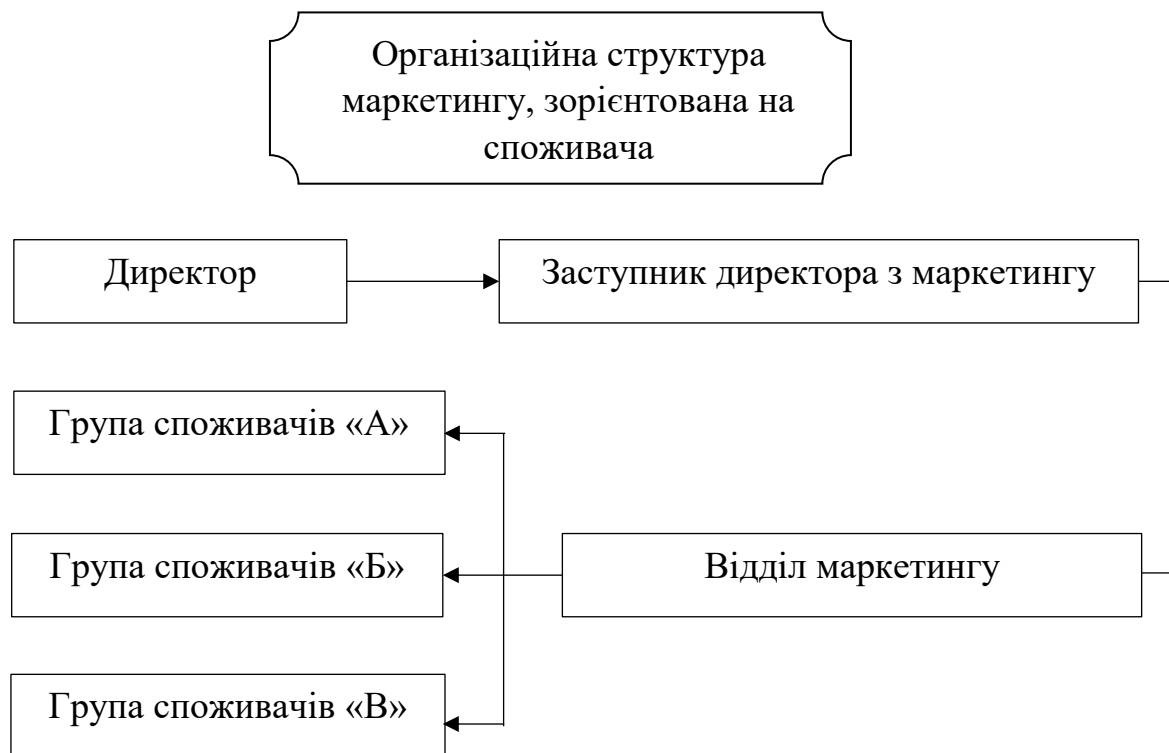 Організаційна структура
маркетингу, зорієнтована на
споживача
Директор
Заступник директора з маркетингу
Група споживачів «А»
Група споживачів «Б»
Відділ маркетингу
Група споживачів «В»